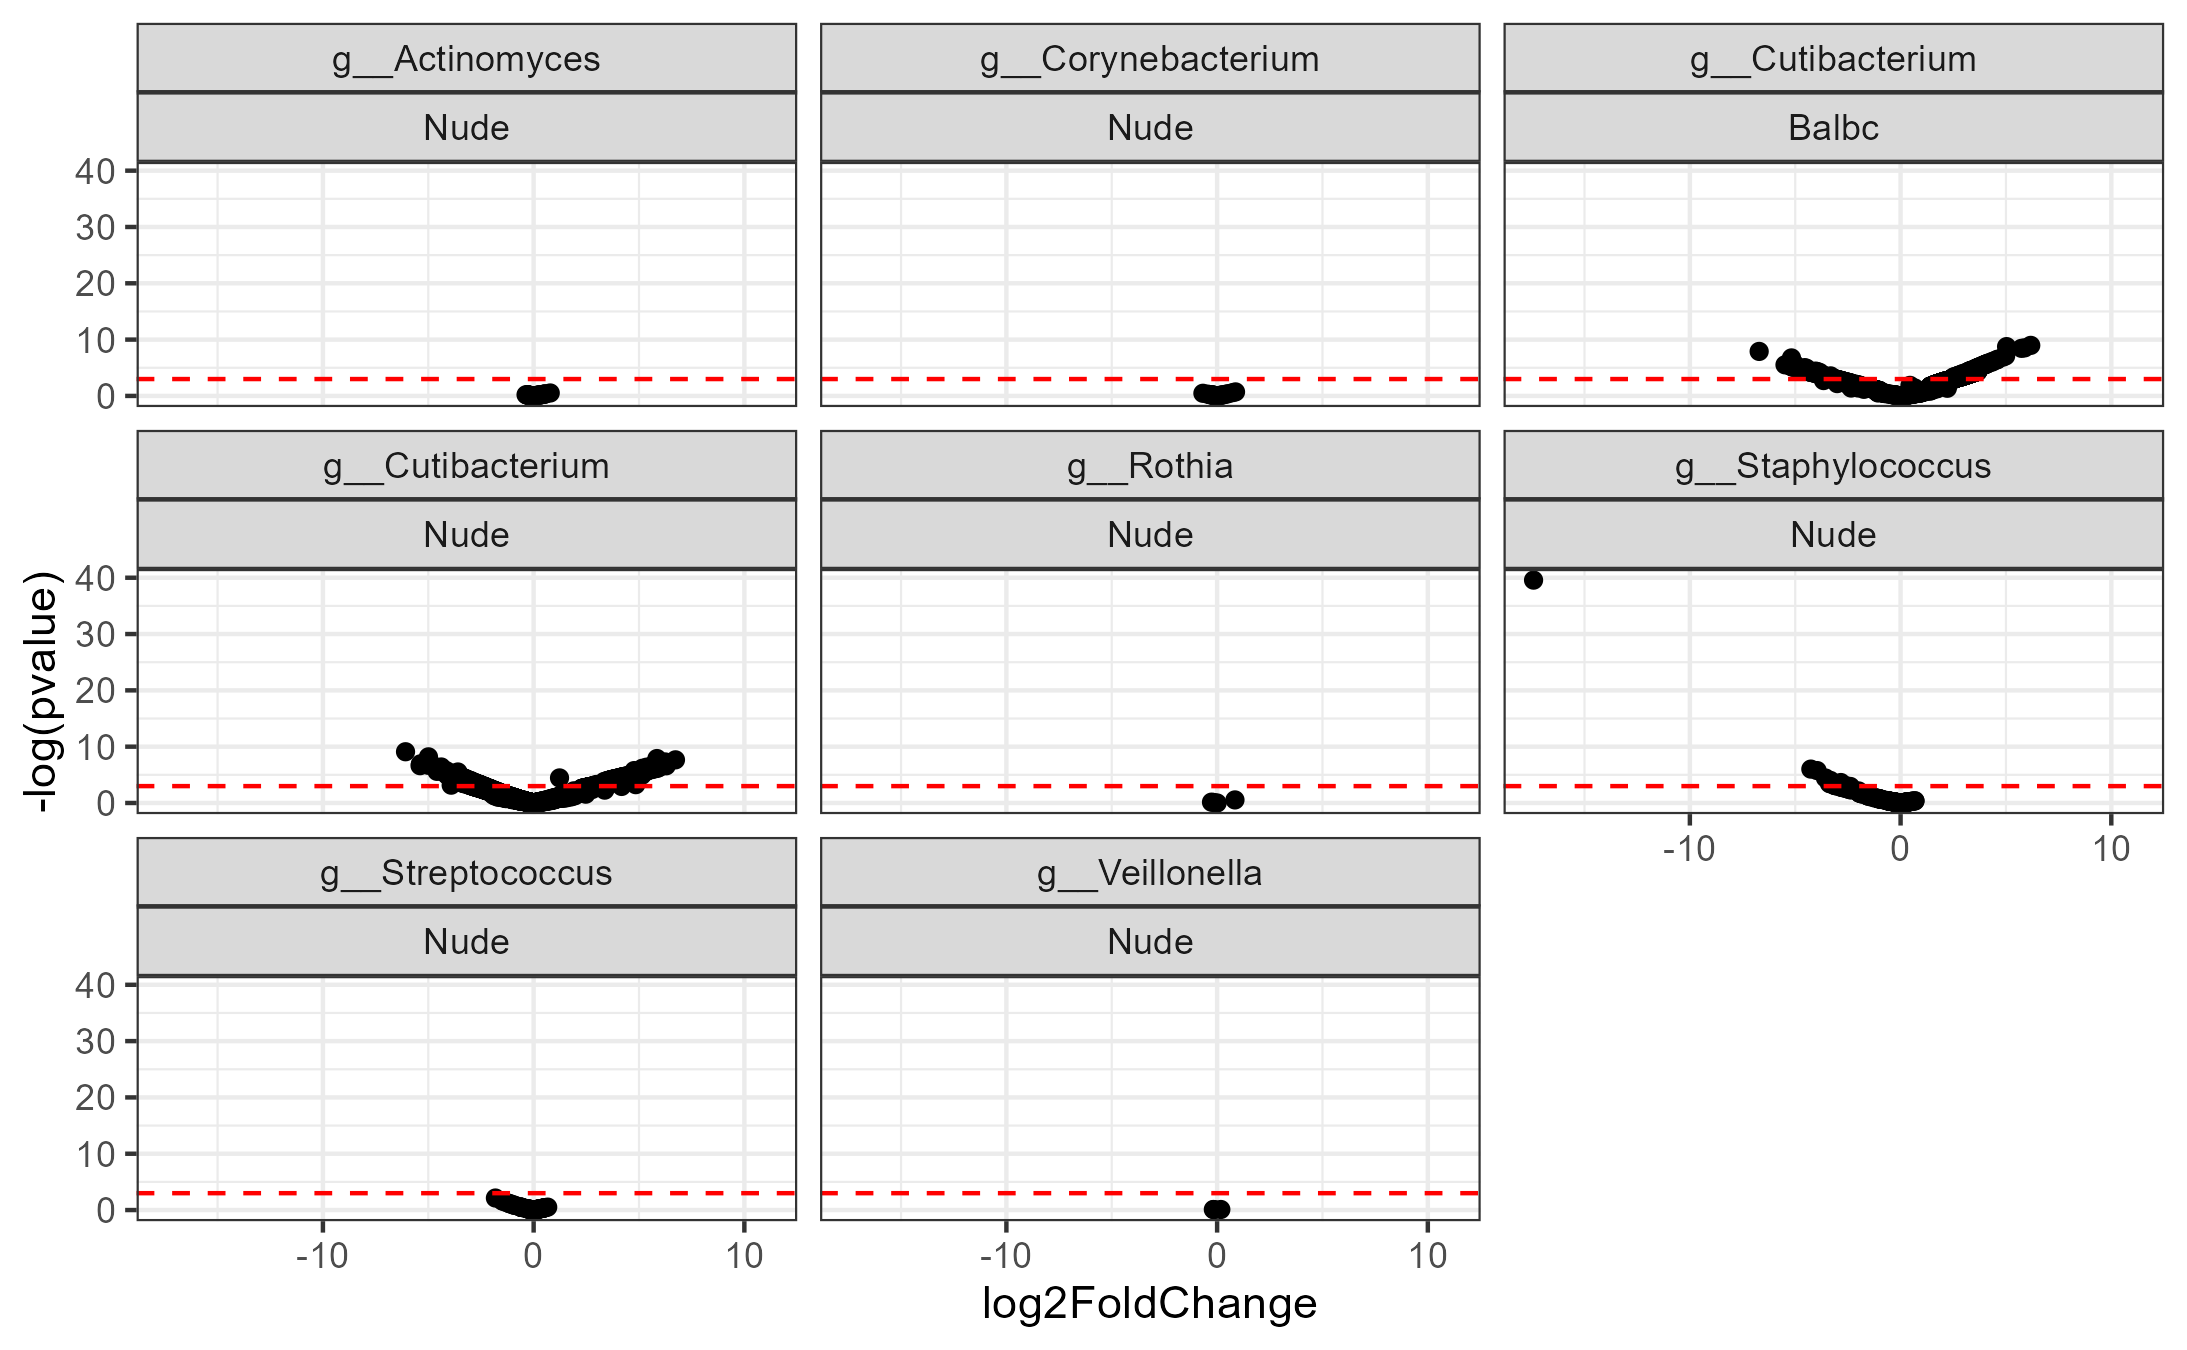 g__Actinomyces
g__Corynebacterium
g__Cutibacterium
Nude
Nude
Balbc
40
30
20
10
0
g__Cutibacterium
g__Rothia
g__Staphylococcus
Nude
Nude
Nude
-log(pvalue)
40
30
20
10
0
-10
0
10
g__Streptococcus
g__Veillonella
Nude
Nude
40
30
20
10
0
-10
0
10
-10
0
10
log2FoldChange